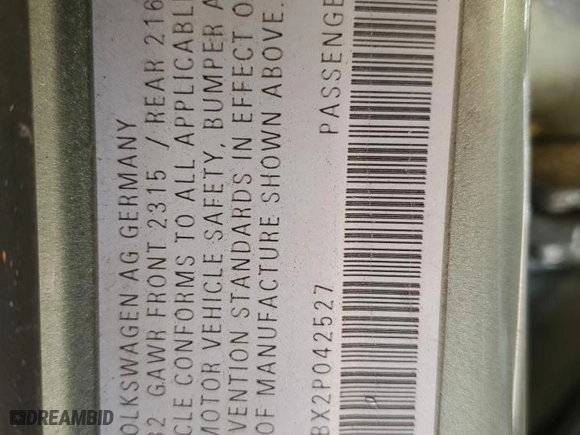 OLKSWAGEN AG GERMANY
32 GAWR FRONT 2315 / REAR 216
CLE CONFORMS TO ALL APPLICABLE
MOTOR VEHICLE SAFETY, BUMPER A
VENTION STANDARDS IN EFFECT O
OF MANUFACTURE SHOWN ABOVE.
BX2P042527 PASSENGE
DREAMBID